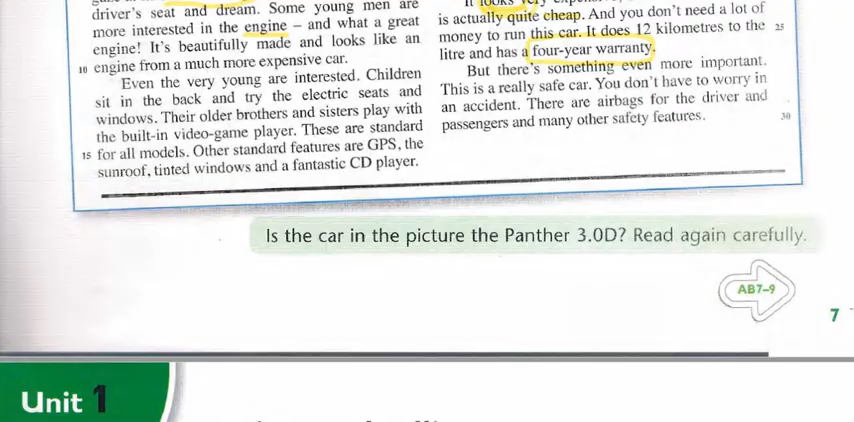 driver's seat and dream. Some young men are
more interested in the engine – and what a great
engine! It's beautifully made and looks like an
10 engine from a much more expensive car.
Even the very young are interested. Children
sit in the back and try the electric seats and
windows. Their older brothers and sisters play with
the built-in video-game player. These are standard
15 for all models. Other standard features are GPS, the
sunroof, tinted windows and a fantastic CD player.
It looks very
is actually quite cheap. And you don't need a lot of
money to run this car. It does 12 kilometres to the 25
litre and has a four-year warranty.
But there's something even more important.
This is a really safe car. You don't have to worry in
an accident. There are airbags for the driver and
passengers and many other safety features. 30
Is the car in the picture the Panther 3.0D? Read again carefully.
AB7–9
7
Unit 1